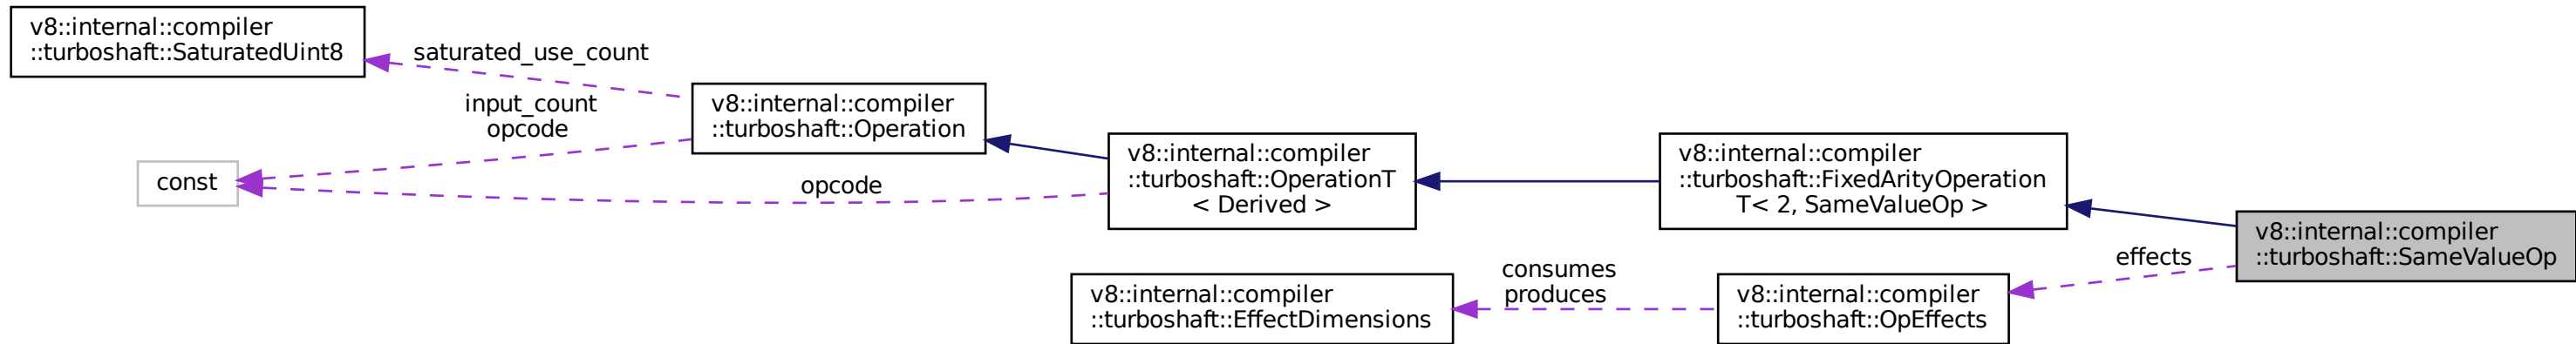 v8::internal::compiler
::turboshaft::SaturatedUint8
saturated_use_count
input_count
opcode
const
v8::internal::compiler
::turboshaft::Operation
opcode
v8::internal::compiler
::turboshaft::OperationT
< Derived >
v8::internal::compiler
::turboshaft::FixedArityOperation
T< 2, SameValueOp >
v8::internal::compiler
::turboshaft::EffectDimensions
consumes
produces
v8::internal::compiler
::turboshaft::OpEffects
effects
v8::internal::compiler
::turboshaft::SameValueOp